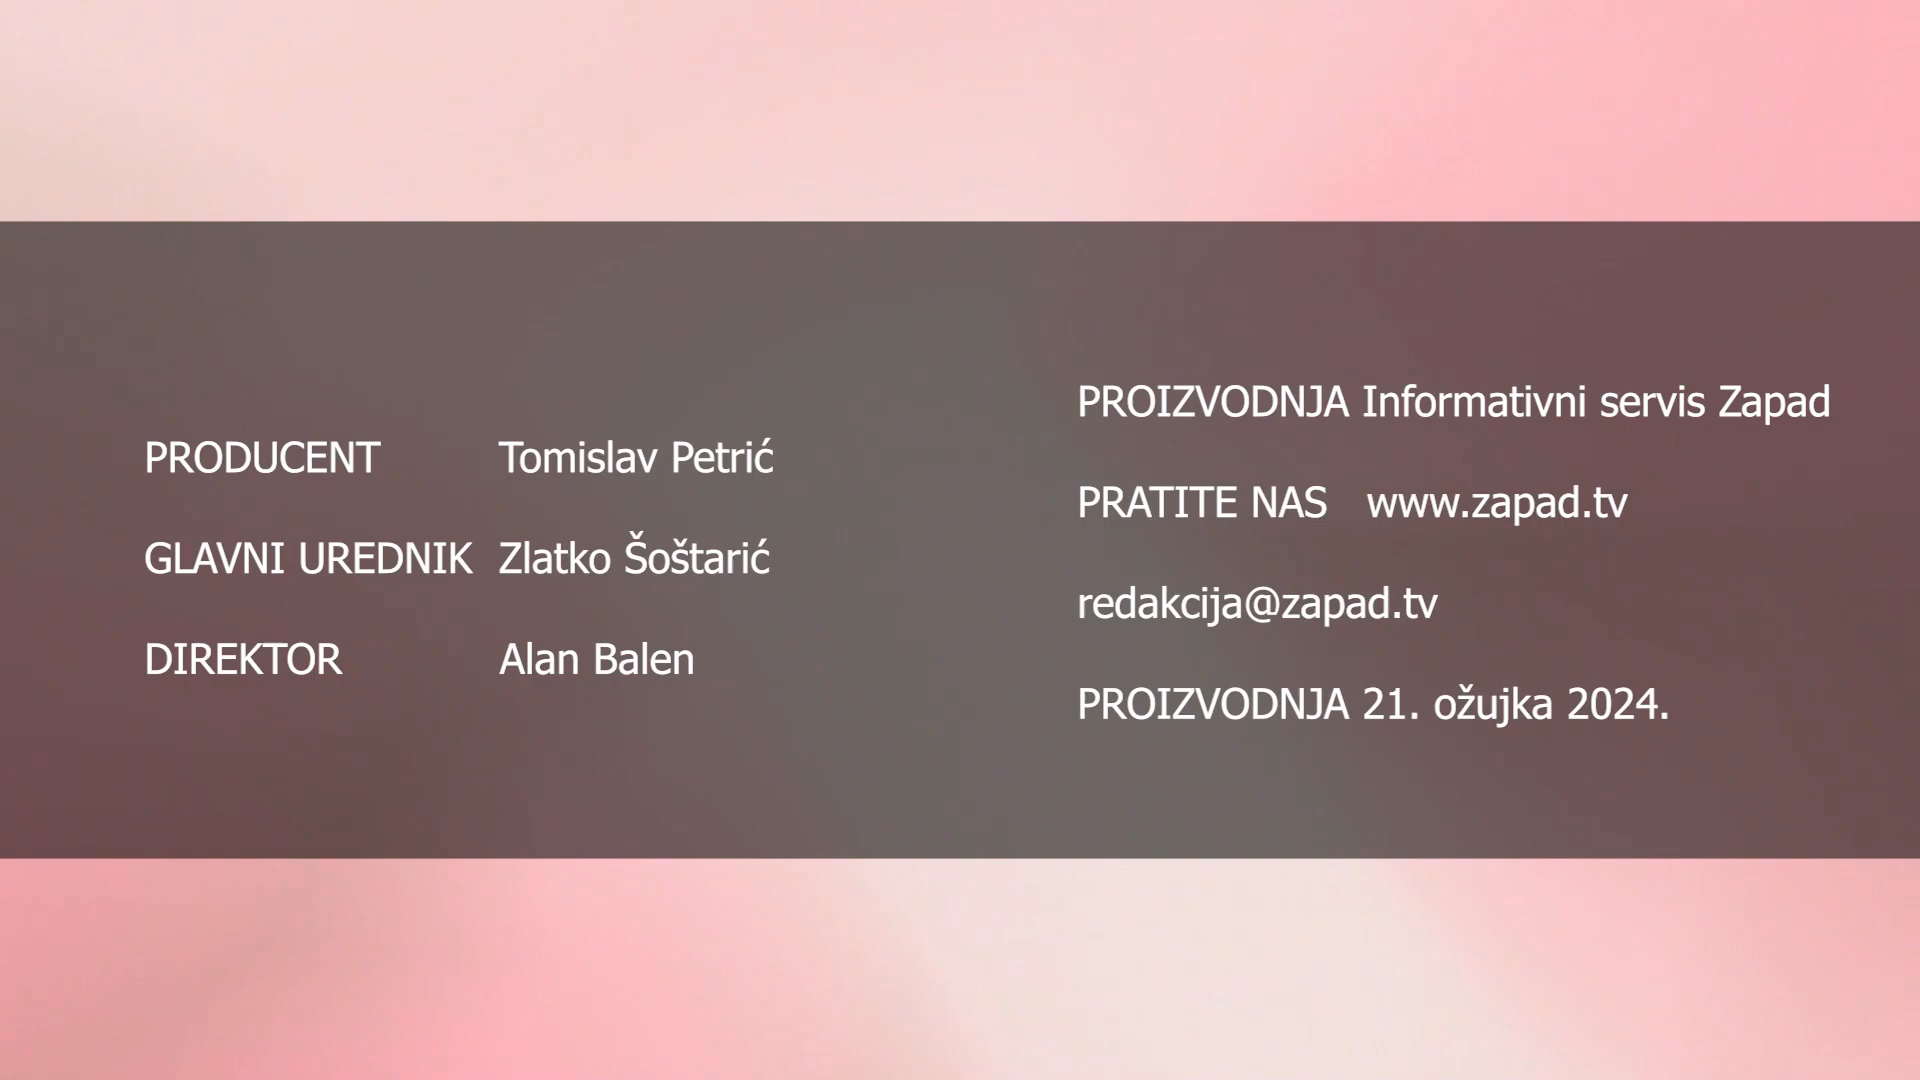 PRODUCENT Tomislav Petrić
GLAVNI UREDNIK Zlatko Šoštarić
DIREKTOR Alan Balen
PROIZVODNJA Informativni servis Zapad
PRATITE NAS www.zapad.tv
redakcija@zapad.tv
PROIZVODNJA 21. ožujka 2024.